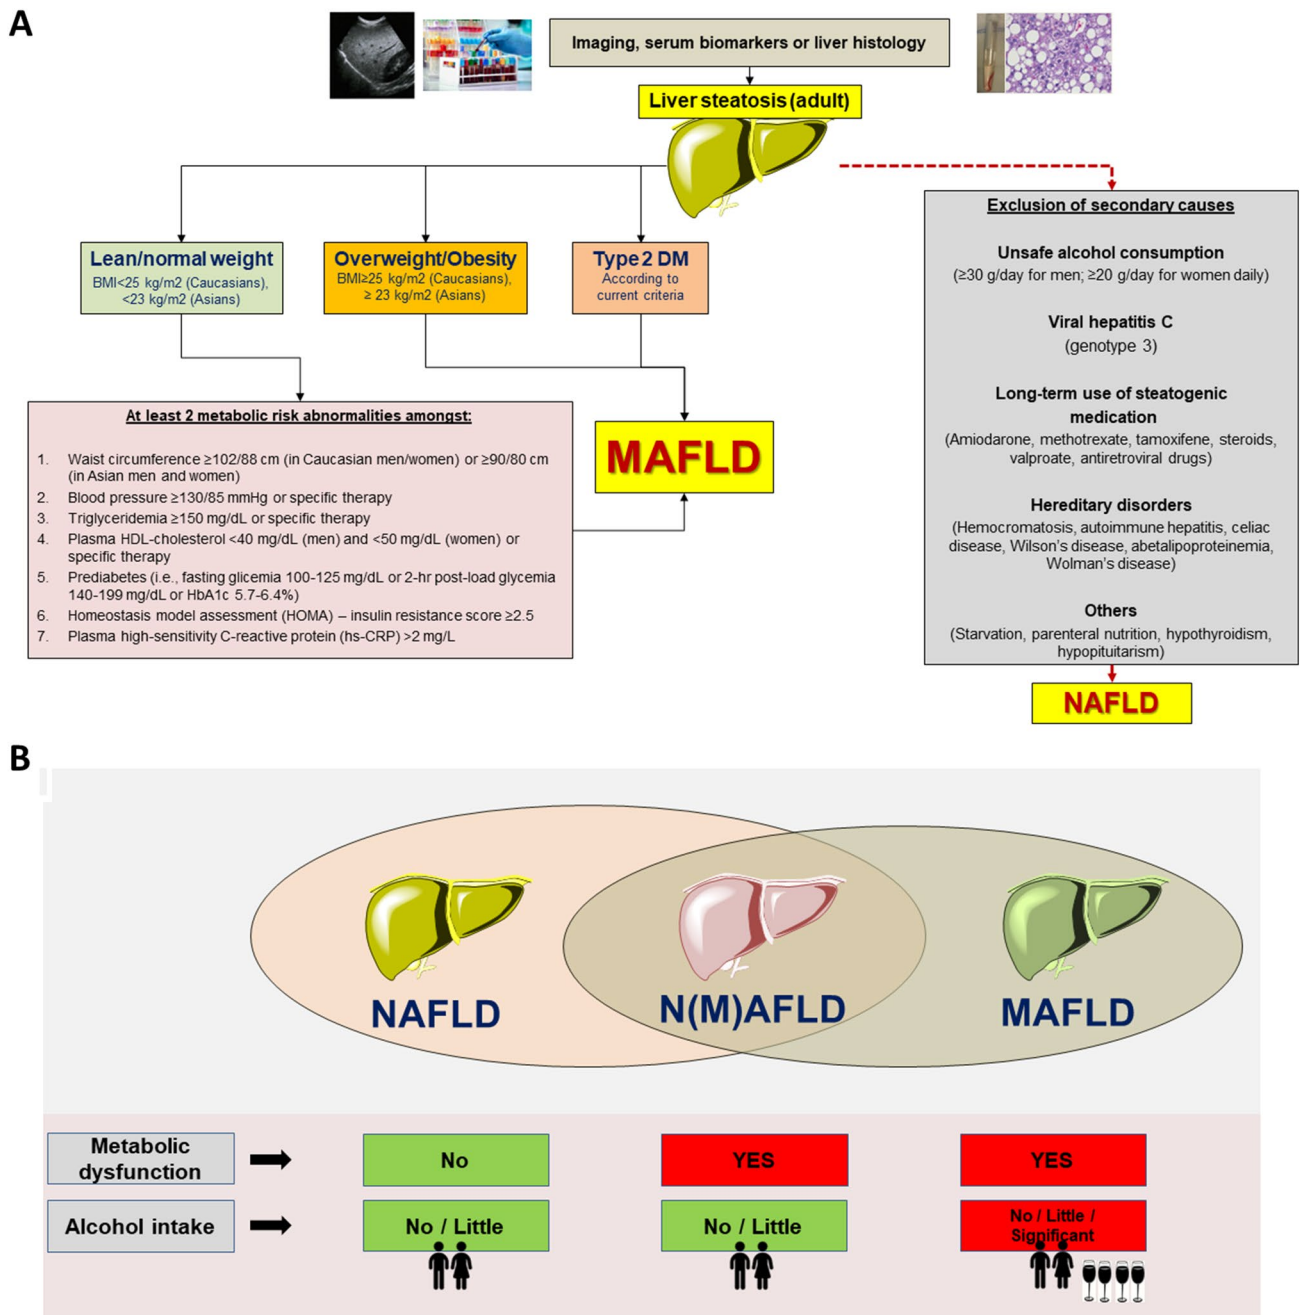 A
Imaging, serum biomarkers or liver histology
Liver steatosis (adult)
Lean/normal weight
BMI<25 kg/m2 (Caucasians),
<23 kg/m2 (Asians)
Overweight/Obesity
BMI≥25 kg/m2 (Caucasians),
≥ 23 kg/m2 (Asians)
Type 2 DM
According to
current criteria
At least 2 metabolic risk abnormalities amongst:
1. Waist circumference ≥102/88 cm (in Caucasian men/women) or ≥90/80 cm
(in Asian men and women)
2. Blood pressure ≥130/85 mmHg or specific therapy
3. Triglyceridemia ≥150 mg/dL or specific therapy
4. Plasma HDL-cholesterol <40 mg/dL (men) and <50 mg/dL (women) or
specific therapy
5. Prediabetes (i.e., fasting glicemia 100-125 mg/dL or 2-hr post-load glycemia
140-199 mg/dL or HbA1c 5.7-6.4%)
6. Homeostasis model assessment (HOMA) – insulin resistance score ≥2.5
7. Plasma high-sensitivity C-reactive protein (hs-CRP) >2 mg/L
MAFLD
Exclusion of secondary causes
Unsafe alcohol consumption
(≥30 g/day for men; ≥20 g/day for women daily)
Viral hepatitis C
(genotype 3)
Long-term use of steatogenic
medication
(Amiodarone, methotrexate, tamoxifene, steroids,
valproate, antiretroviral drugs)
Hereditary disorders
(Hemocromatosis, autoimmune hepatitis, celiac
disease, Wilson's disease, abetalipoproteinemia,
Wolman's disease)
Others
(Starvation, parenteral nutrition, hypothyroidism,
hypopituitarism)
NAFLD
B
NAFLD
N(M)AFLD
MAFLD
Metabolic
dysfunction
No
YES
YES
Alcohol intake
No / Little
No / Little
No / Little /
Significant